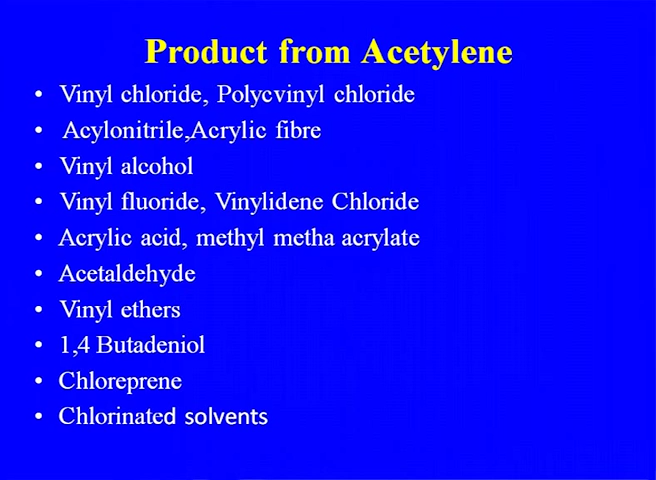 Product from Acetylene
• Vinyl chloride, Polycvinyl chloride
• Acylonitrile,Acrylic fibre
• Vinyl alcohol
• Vinyl fluoride, Vinylidene Chloride
• Acrylic acid, methyl metha acrylate
• Acetaldehyde
• Vinyl ethers
• 1,4 Butadeniol
• Chloreprene
• Chlorinated solvents